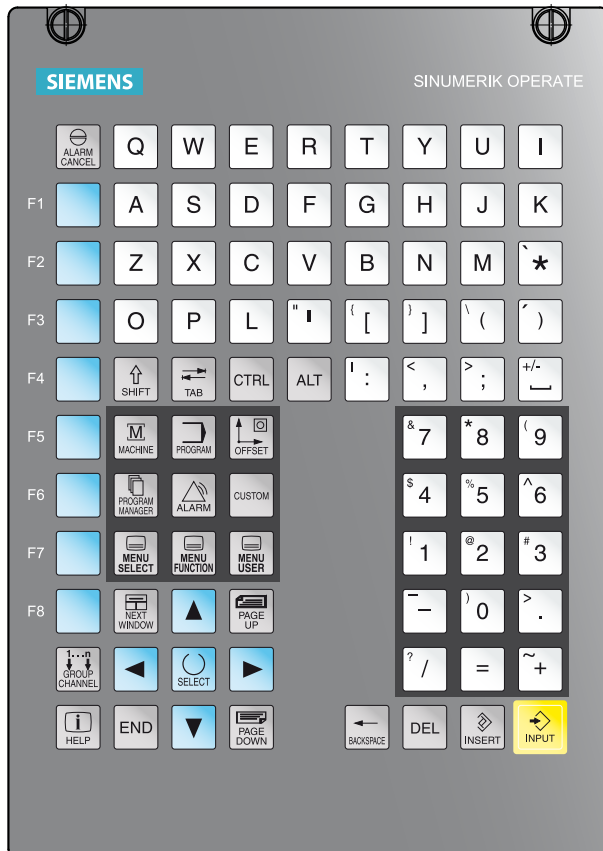 SIEMENS SINUMERIK OPERATE
ALARM CANCEL Q W E R T Y U I
F1 A S D F G H J K
F2 Z X C V B N M ` *
F3 O P L " ' { [ } ] \ ( ´ )
F4 SHIFT TAB CTRL ALT | : < , > ; +/-
F5 M MACHINE PROGRAM OFFSET & 7 * 8 ( 9
F6 PROGRAM MANAGER ALARM CUSTOM $ 4 % 5 ^ 6
F7 MENU SELECT MENU FUNCTION MENU USER ! 1 @ 2 # 3
F8 NEXT WINDOW PAGE UP _ - ) 0 > .
1...n GROUP CHANNEL SELECT ? / = ~ +
i HELP END PAGE DOWN BACKSPACE DEL INSERT INPUT